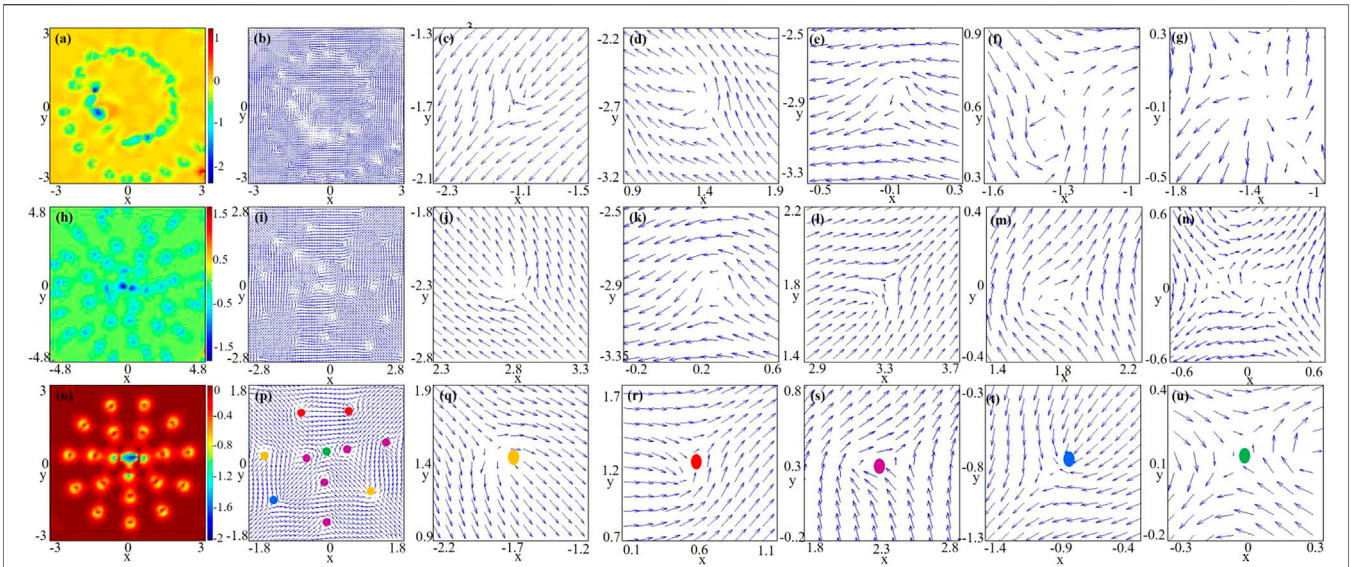 (a)
3
0
y
-3
-3 0 3
x
1
0
-1
-2
(b)
-3 0 3
x
(c)
-1.3
-1.7
y
-2.1
-2.3 -1.1 -1.5
x
(d)
-2.2
-2.7
y
-3.2
0.9 1.4 1.9
x
(e)
-2.5
-2.9
y
-3.3
-0.5 -0.1 0.3
x
(f)
0.9
0.6
y
0.3
-1.6 -1.3 -1
x
(g)
0.3
-0.1
y
-0.5
-1.8 -1.4 -1
x
(h)
4.8
0
y
-4.8
-4.8 0 4.8
x
1.5
0.5
-0.5
-1.5
(i)
2.8
0
y
-2.8
-2.8 0 2.8
x
(j)
-1.8
-2.3
y
-2.8
2.3 2.8 3.3
x
(k)
-2.5
-2.9
y
-3.35
-0.2 0.2 0.6
x
(l)
2.2
1.8
y
1.4
2.9 3.3 3.7
x
(m)
0.4
0
y
-0.4
1.4 1.8 2.2
x
(n)
0.6
0
y
-0.6
-0.6 0 0.6
x
(o)
3
0
y
-3
-3 0 3
x
0
-0.4
-0.8
-1.2
-1.6
-2
(p)
1.8
0
y
-1.8
-1.8 0 1.8
x
(q)
1.9
1.4
y
0.9
-2.2 -1.7 -1.2
x
(r)
1.7
1.2
y
0.7
0.1 0.6 1.1
x
(s)
0.8
0.3
y
-0.2
1.8 2.3 2.8
x
(t)
-0.3
-0.8
y
-1.3
-1.4 -0.9 -0.4
x
(u)
0.4
0.1
y
-0.2
-0.3 0 0.3
x